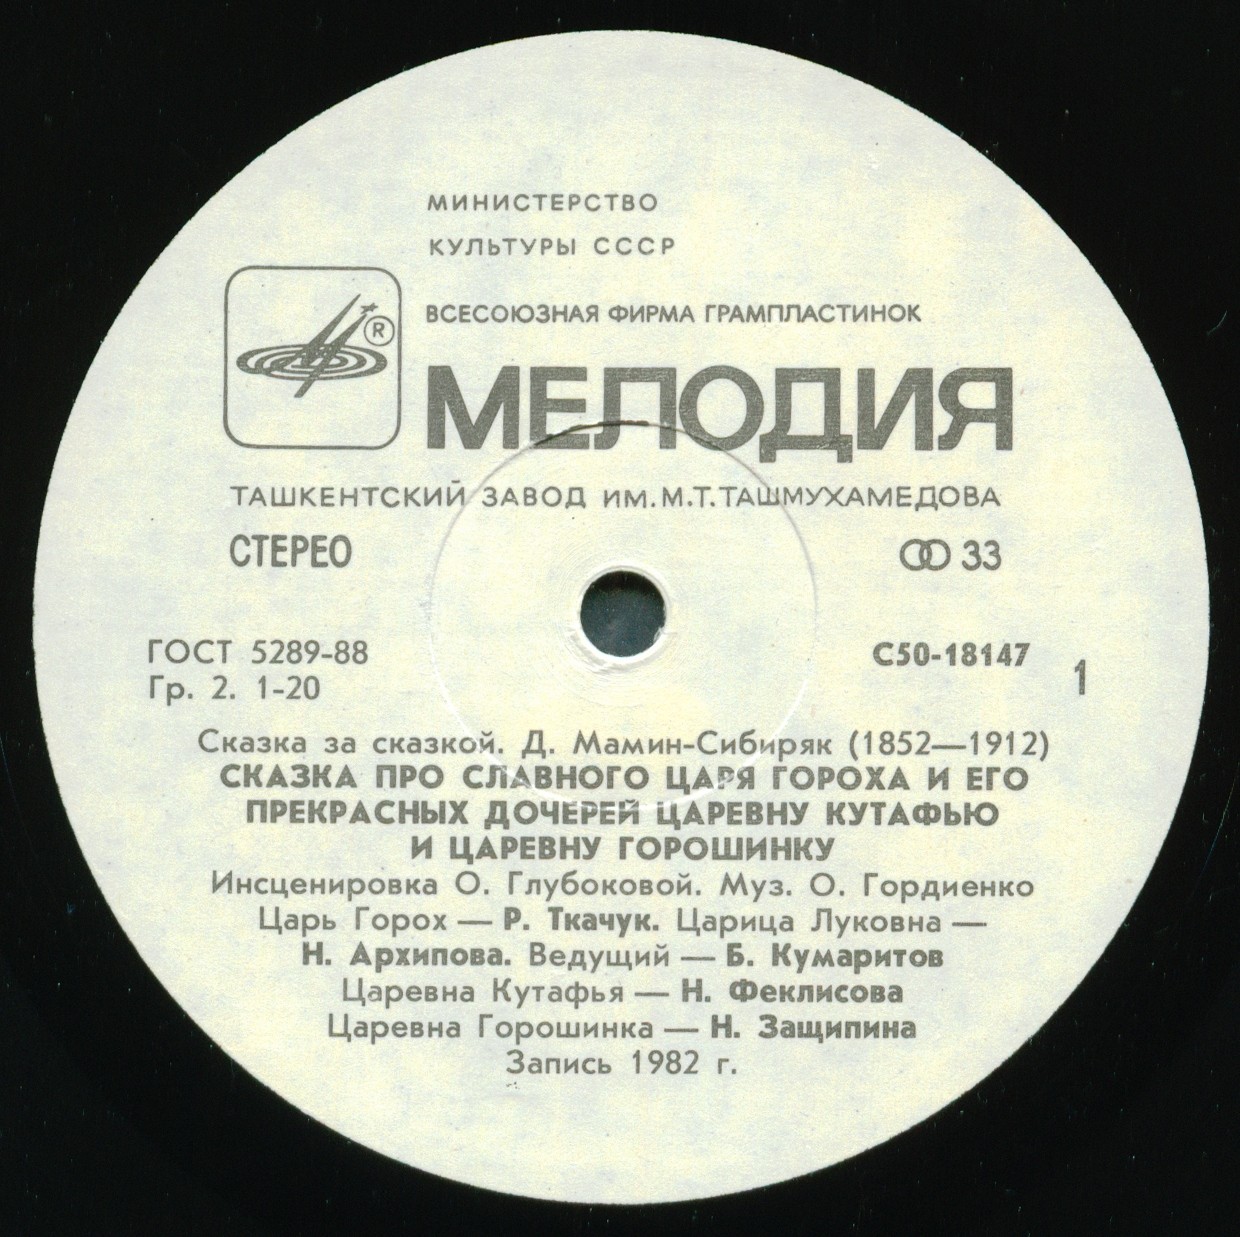 МИНИСТЕРСТВО
КУЛЬТУРЫ СССР
ВСЕСОЮЗНАЯ ФИРМА ГРАМПЛАСТИНОК
®
МЕЛОДИЯ
ТАШКЕНТСКИЙ ЗАВОД ИМ.М.Т.ТАШМУХАМЕДОВА
СТЕРЕО 33
ГОСТ 5289-88 С50-18147
Гр. 2. 1-20 1
Сказка за сказкой. Д. Мамин-Сибиряк (1852—1912)
СКАЗКА ПРО СЛАВНОГО ЦАРЯ ГОРОХА И ЕГО
ПРЕКРАСНЫХ ДОЧЕРЕЙ ЦАРЕВНУ КУТАФЬЮ
И ЦАРЕВНУ ГОРОШИНКУ
Инсценировка О. Глубоковой. Муз. О. Гордиенко
Царь Горох — Р. Ткачук. Царица Луковна —
Н. Архипова. Ведущий — Б. Кумаритов
Царевна Кутафья — Н. Феклисова
Царевна Горошинка — Н. Защипина
Запись 1982 г.